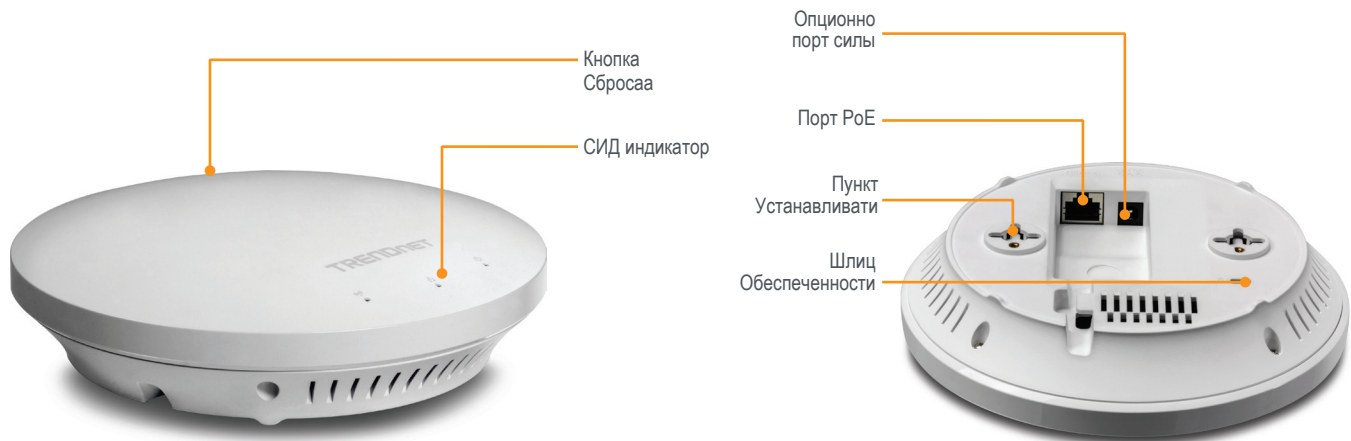 Кнопка
Сбросаа
СИД индикатор
TRENDNET
Опционно
порт силы
Порт PoE
Пункт
Устанавливати
Шлиц
Обеспеченности